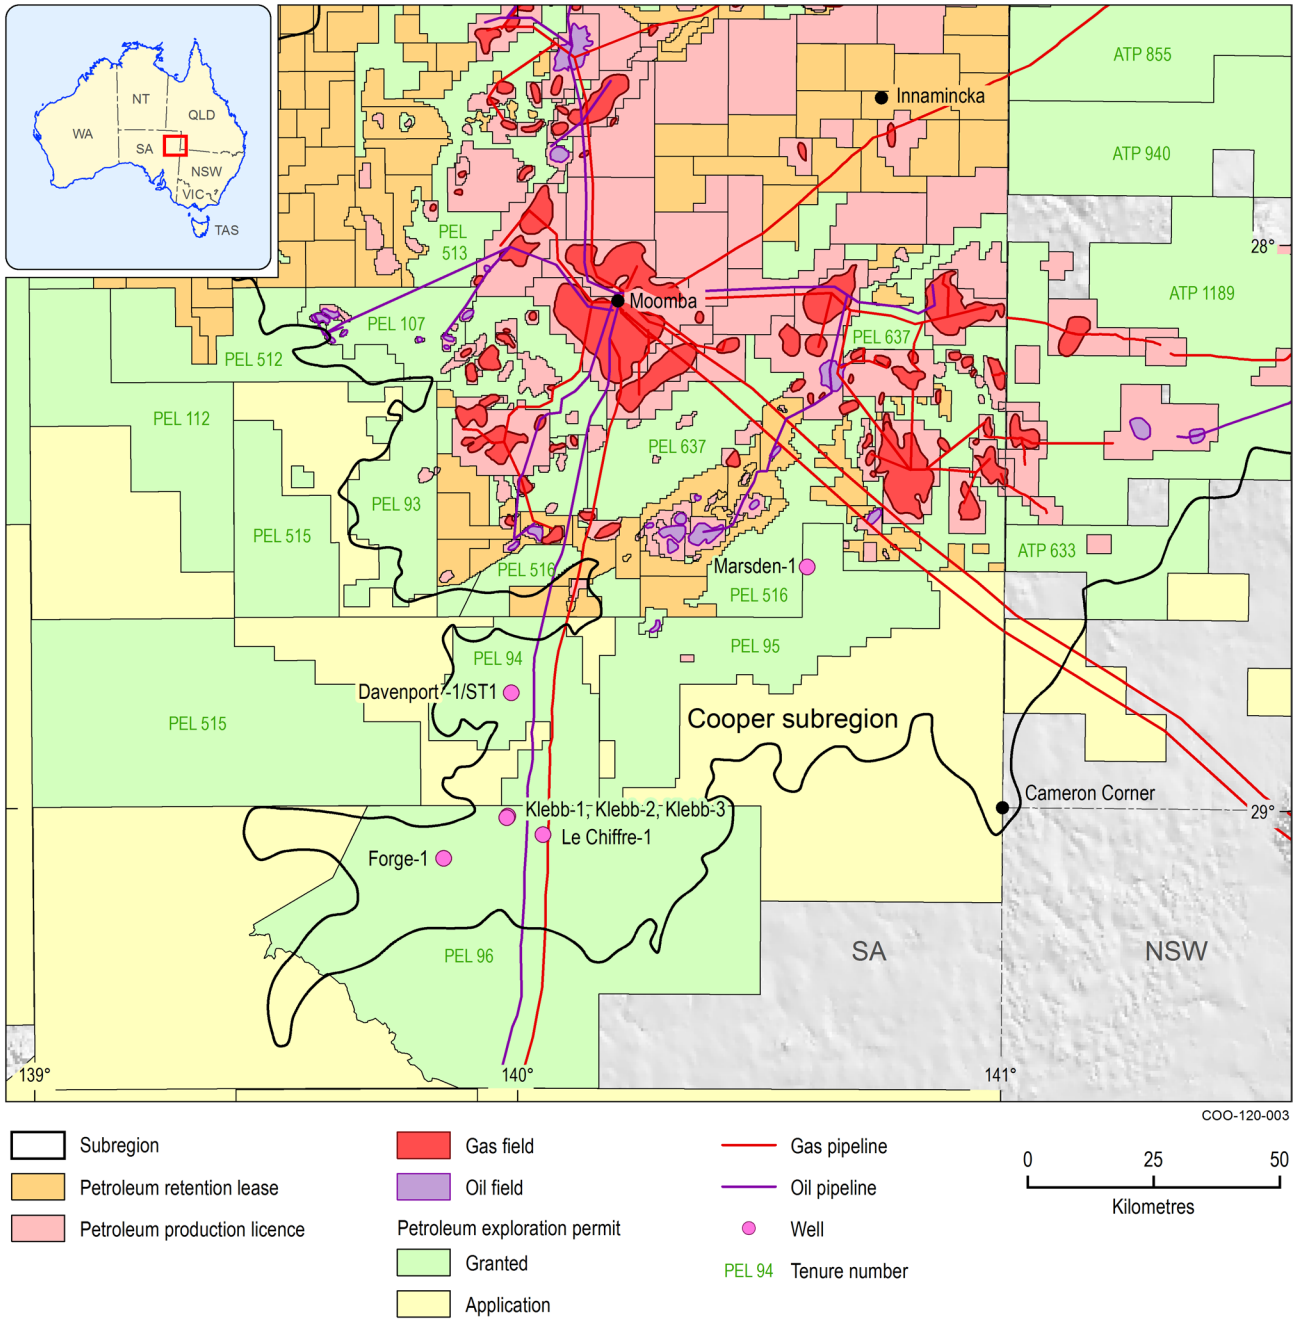 NT
QLD
WA
SA
NSW
VIC
TAS
ATP 855
Innamincka
ATP 940
PEL
513
28°
ATP 1189
Moomba
PEL 107
PEL 637
PEL 512
PEL 112
PEL 637
PEL 93
PEL 515
ATP 633
PEL 516
Marsden-1
PEL 516
PEL 95
PEL 94
Davenport-1/ST1
PEL 515
Cooper subregion
Cameron Corner
Klebb-1, Klebb-2, Klebb-3
29°
Le Chiffre-1
Forge-1
PEL 96
SA
NSW
139°
140°
141°
COO-120-003
Subregion
Petroleum retention lease
Petroleum production licence
Gas field
Oil field
Petroleum exploration permit
Granted
Application
Gas pipeline
Oil pipeline
Well
PEL 94 Tenure number
0 25 50
Kilometres